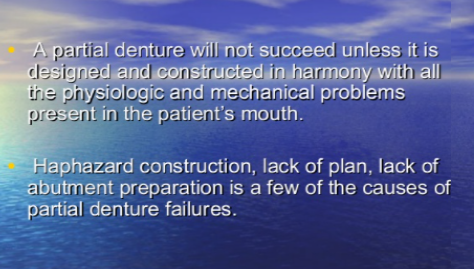 • A partial denture will not succeed unless it is
designed and constructed in harmony with all
the physiologic and mechanical problems
present in the patient's mouth.
• Haphazard construction, lack of plan, lack of
abutment preparation is a few of the causes of
partial denture failures.